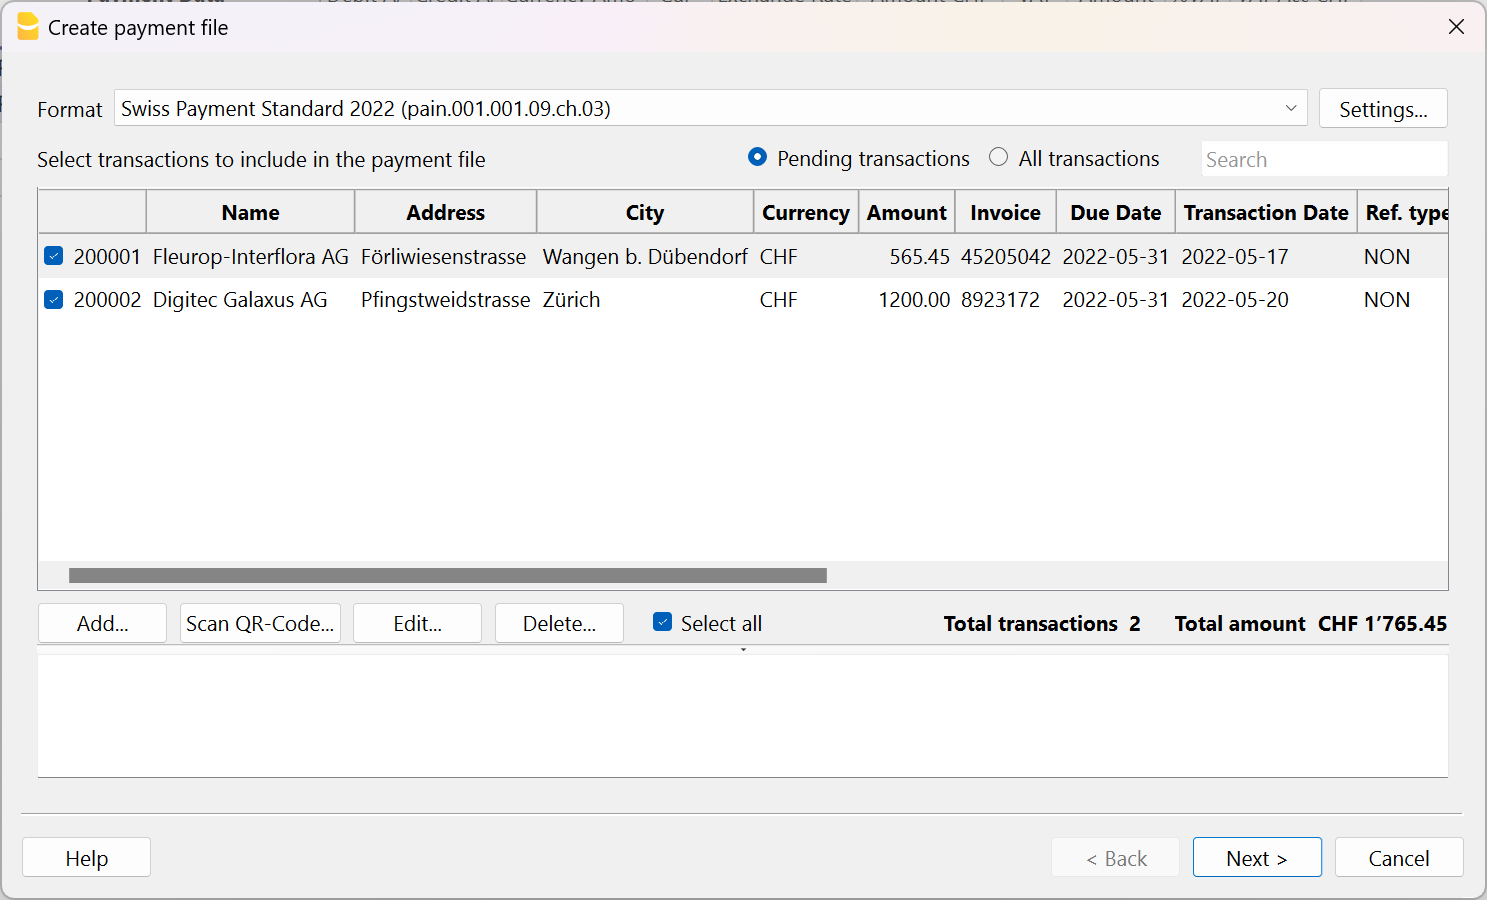 Create payment file
Format Swiss Payment Standard 2022 (pain.001.001.09.ch.03) Settings...
Select transactions to include in the payment file Pending transactions All transactions Search
Name Address City Currency Amount Invoice Due Date Transaction Date Ref. type
200001 Fleurop-Interflora AG Förliwiesenstrasse Wangen b. Dübendorf CHF 565.45 45205042 2022-05-31 2022-05-17 NON
200002 Digitec Galaxus AG Pfingstweidstrasse Zürich CHF 1200.00 8923172 2022-05-31 2022-05-20 NON
Add... Scan QR-Code... Edit... Delete... Select all Total transactions 2 Total amount CHF 1’765.45
Help < Back Next > Cancel